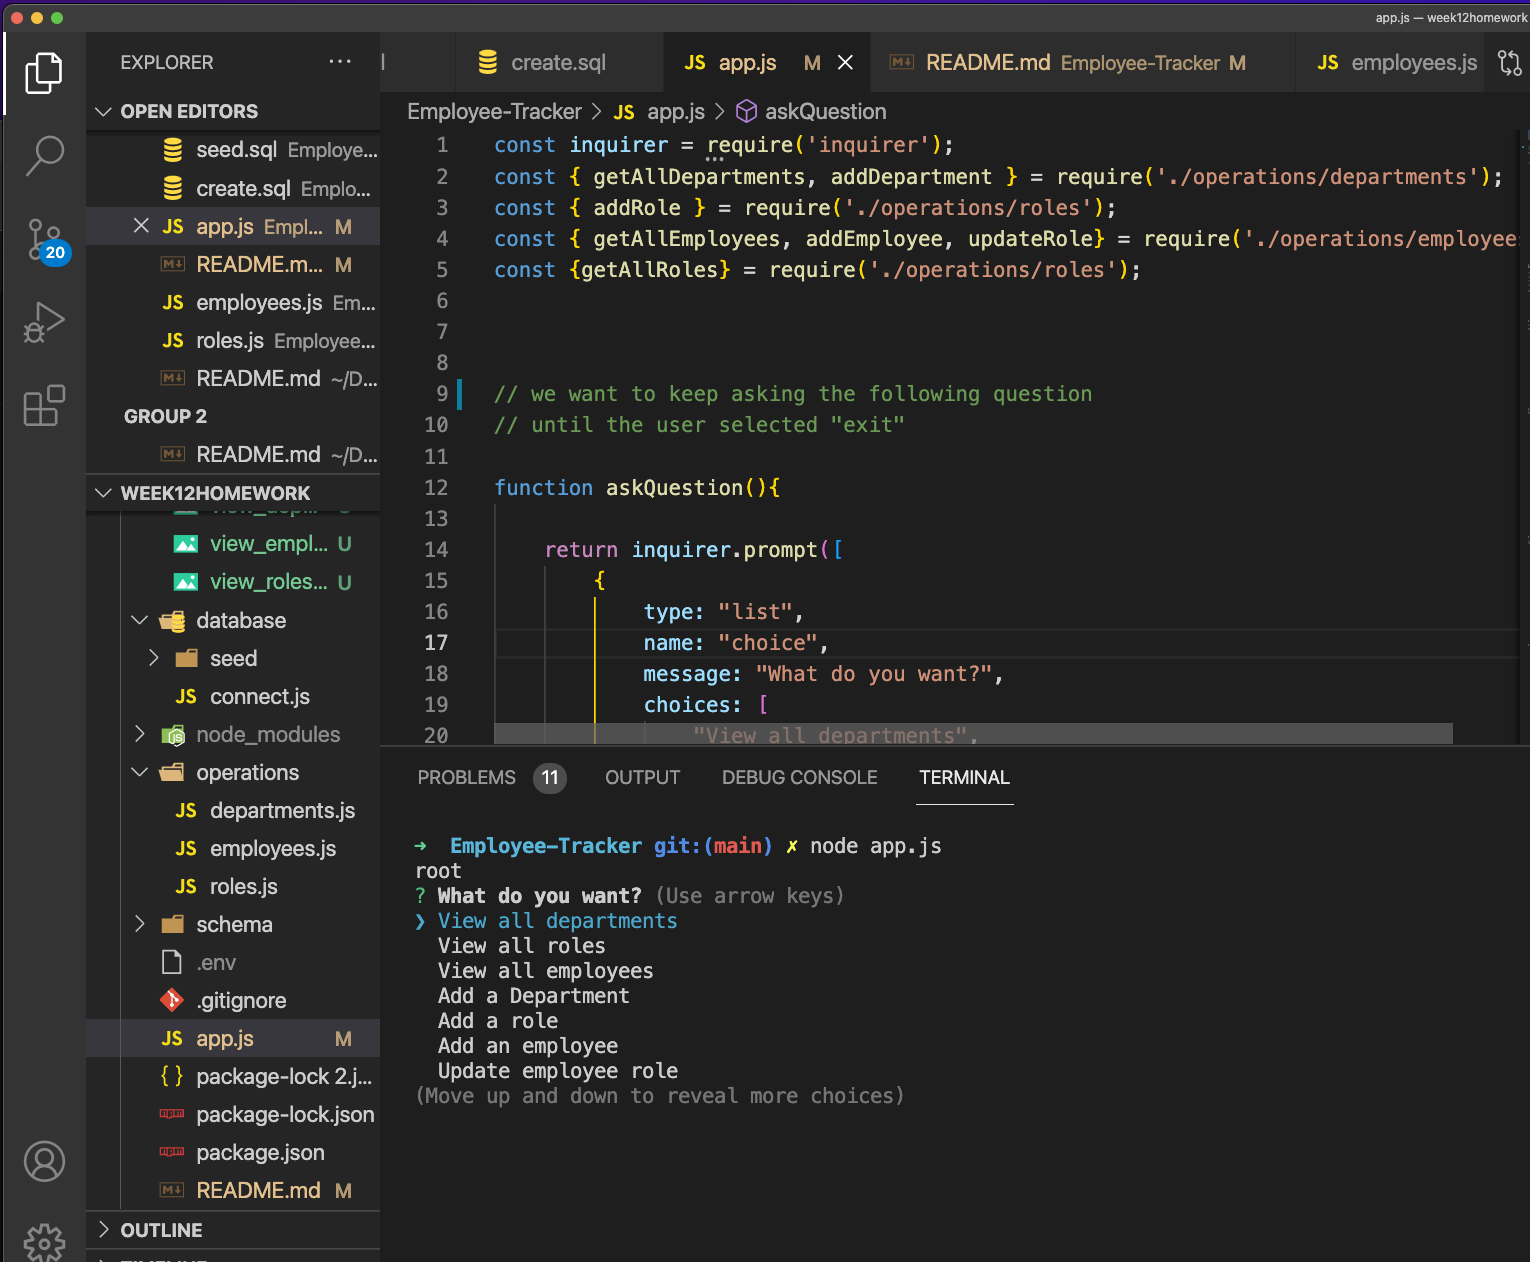 app.js — week12homework
EXPLORER
create.sql
JS app.js M
README.md Employee-Tracker M
JS employees.js
OPEN EDITORS
seed.sql Employe...
create.sql Emplo...
JS app.js Empl... M
README.m... M
JS employees.js Em...
JS roles.js Employee...
README.md ~/D...
GROUP 2
README.md ~/D...
20
WEEK12HOMEWORK
view_empl... U
view_roles... U
database
seed
JS connect.js
node_modules
operations
JS departments.js
JS employees.js
JS roles.js
schema
.env
.gitignore
JS app.js M
{ } package-lock 2.j...
package-lock.json
package.json
README.md M
OUTLINE
Employee-Tracker > JS app.js > askQuestion
1 const inquirer = require('inquirer');
2 const { getAllDepartments, addDepartment } = require('./operations/departments');
3 const { addRole } = require('./operations/roles');
4 const { getAllEmployees, addEmployee, updateRole} = require('./operations/employee
5 const {getAllRoles} = require('./operations/roles');
6
7
8
9 // we want to keep asking the following question
10 // until the user selected "exit"
11
12 function askQuestion(){
13
14 return inquirer.prompt([
15 {
16 type: "list",
17 name: "choice",
18 message: "What do you want?",
19 choices: [
20 "View all departments",
PROBLEMS 11 OUTPUT DEBUG CONSOLE TERMINAL
➜ Employee-Tracker git:(main) ✗ node app.js
root
? What do you want? (Use arrow keys)
❯ View all departments
View all roles
View all employees
Add a Department
Add a role
Add an employee
Update employee role
(Move up and down to reveal more choices)